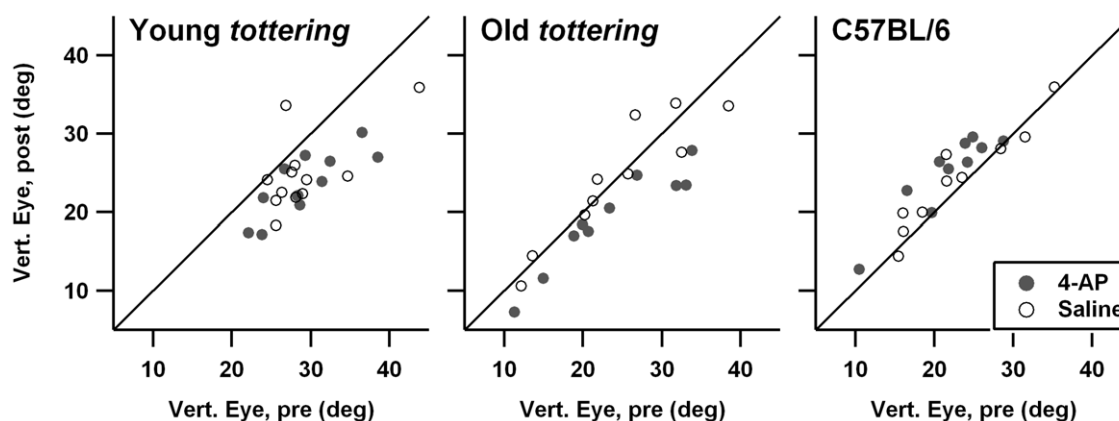 Young tottering
Old tottering
C57BL/6
Vert. Eye, post (deg)
40
30
20
10
4-AP
Saline
10 20 30 40
10 20 30 40
10 20 30 40
Vert. Eye, pre (deg)
Vert. Eye, pre (deg)
Vert. Eye, pre (deg)